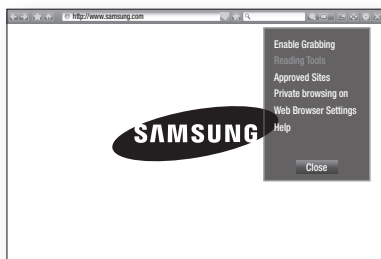 http://www.samsung.com
Enable Grabbing
Reading Tools
Approved Sites
Private browsing on
Web Browser Settings
Help
SAMSUNG
Close